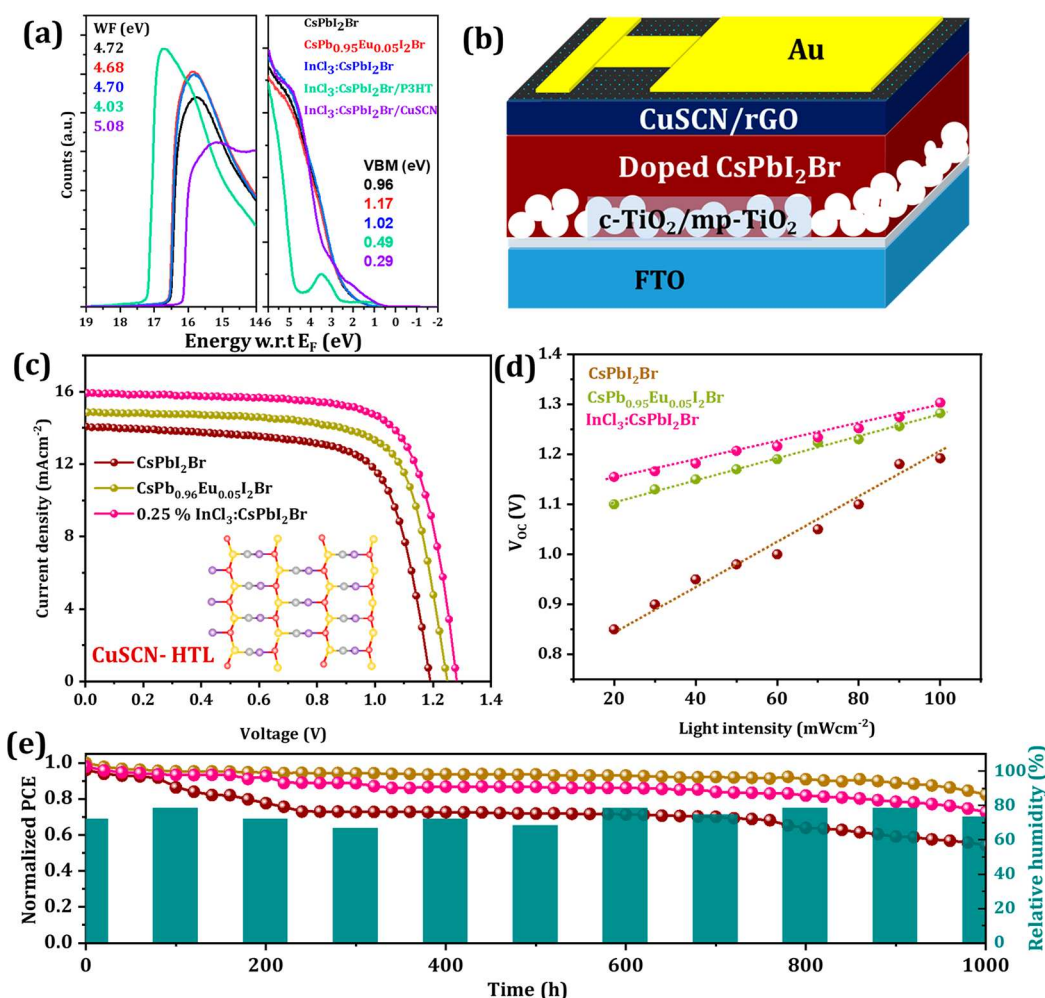 (a)
WF (eV)
4.72
4.68
4.70
4.03
5.08
CsPbI₂Br
CsPb₀.₉₅Eu₀.₀₅I₂Br
InCl₃:CsPbI₂Br
InCl₃:CsPbI₂Br/P3HT
InCl₃:CsPbI₂Br/CuSCN
VBM (eV)
0.96
1.17
1.02
0.49
0.29
Counts (a.u.)
19 18 17 16 15 14 6 5 4 3 2 1 0 -1 -2
Energy w.r.t E_F (eV)
(b)
Au
CuSCN/rGO
Doped CsPbI₂Br
c-TiO₂/mp-TiO₂
FTO
(c)
16
12
8
4
0
Current density (mAcm⁻²)
CsPbI₂Br
CsPb₀.₉₆Eu₀.₀₅I₂Br
0.25 % InCl₃:CsPbI₂Br
CuSCN- HTL
0.0 0.2 0.4 0.6 0.8 1.0 1.2 1.4
Voltage (V)
(d)
CsPbI₂Br
CsPb₀.₉₅Eu₀.₀₅I₂Br
InCl₃:CsPbI₂Br
1.4
1.3
1.2
1.1
1.0
0.9
0.8
V_OC (V)
20 40 60 80 100
Light intensity (mWcm⁻²)
(e)
1.0
0.8
0.6
0.4
0.2
0.0
Normalized PCE
100
80
60
40
20
0
Relative humidity (%)
0 200 400 600 800 1000
Time (h)